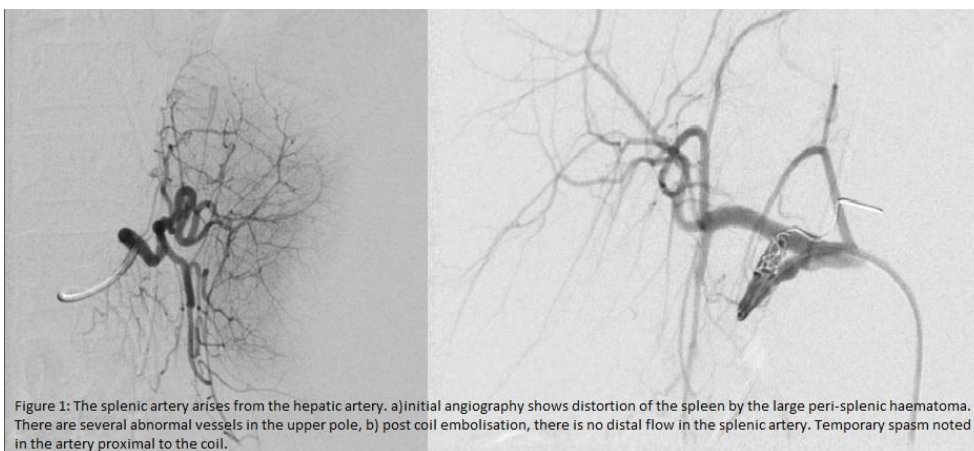 Figure 1: The splenic artery arises from the hepatic artery. a)initial angiography shows distortion of the spleen by the large peri-splenic haematoma.
There are several abnormal vessels in the upper pole, b) post coil embolisation, there is no distal flow in the splenic artery. Temporary spasm noted
in the artery proximal to the coil.